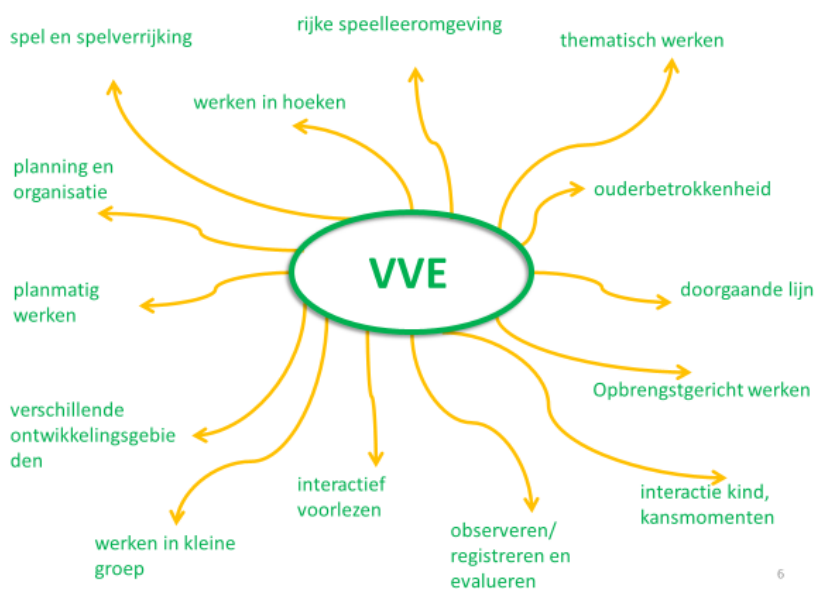 spel en spelverrijking
rijke speelleeromgeving
thematisch werken
werken in hoeken
planning en
organisatie
ouderbetrokkenheid
VVE
planmatig
werken
doorgaande lijn
Opbrengstgericht werken
verschillende
ontwikkelingsgebie
den
interactief
voorlezen
interactie kind,
kansmomenten
werken in kleine
groep
observeren/
registreren en
evalueren
6